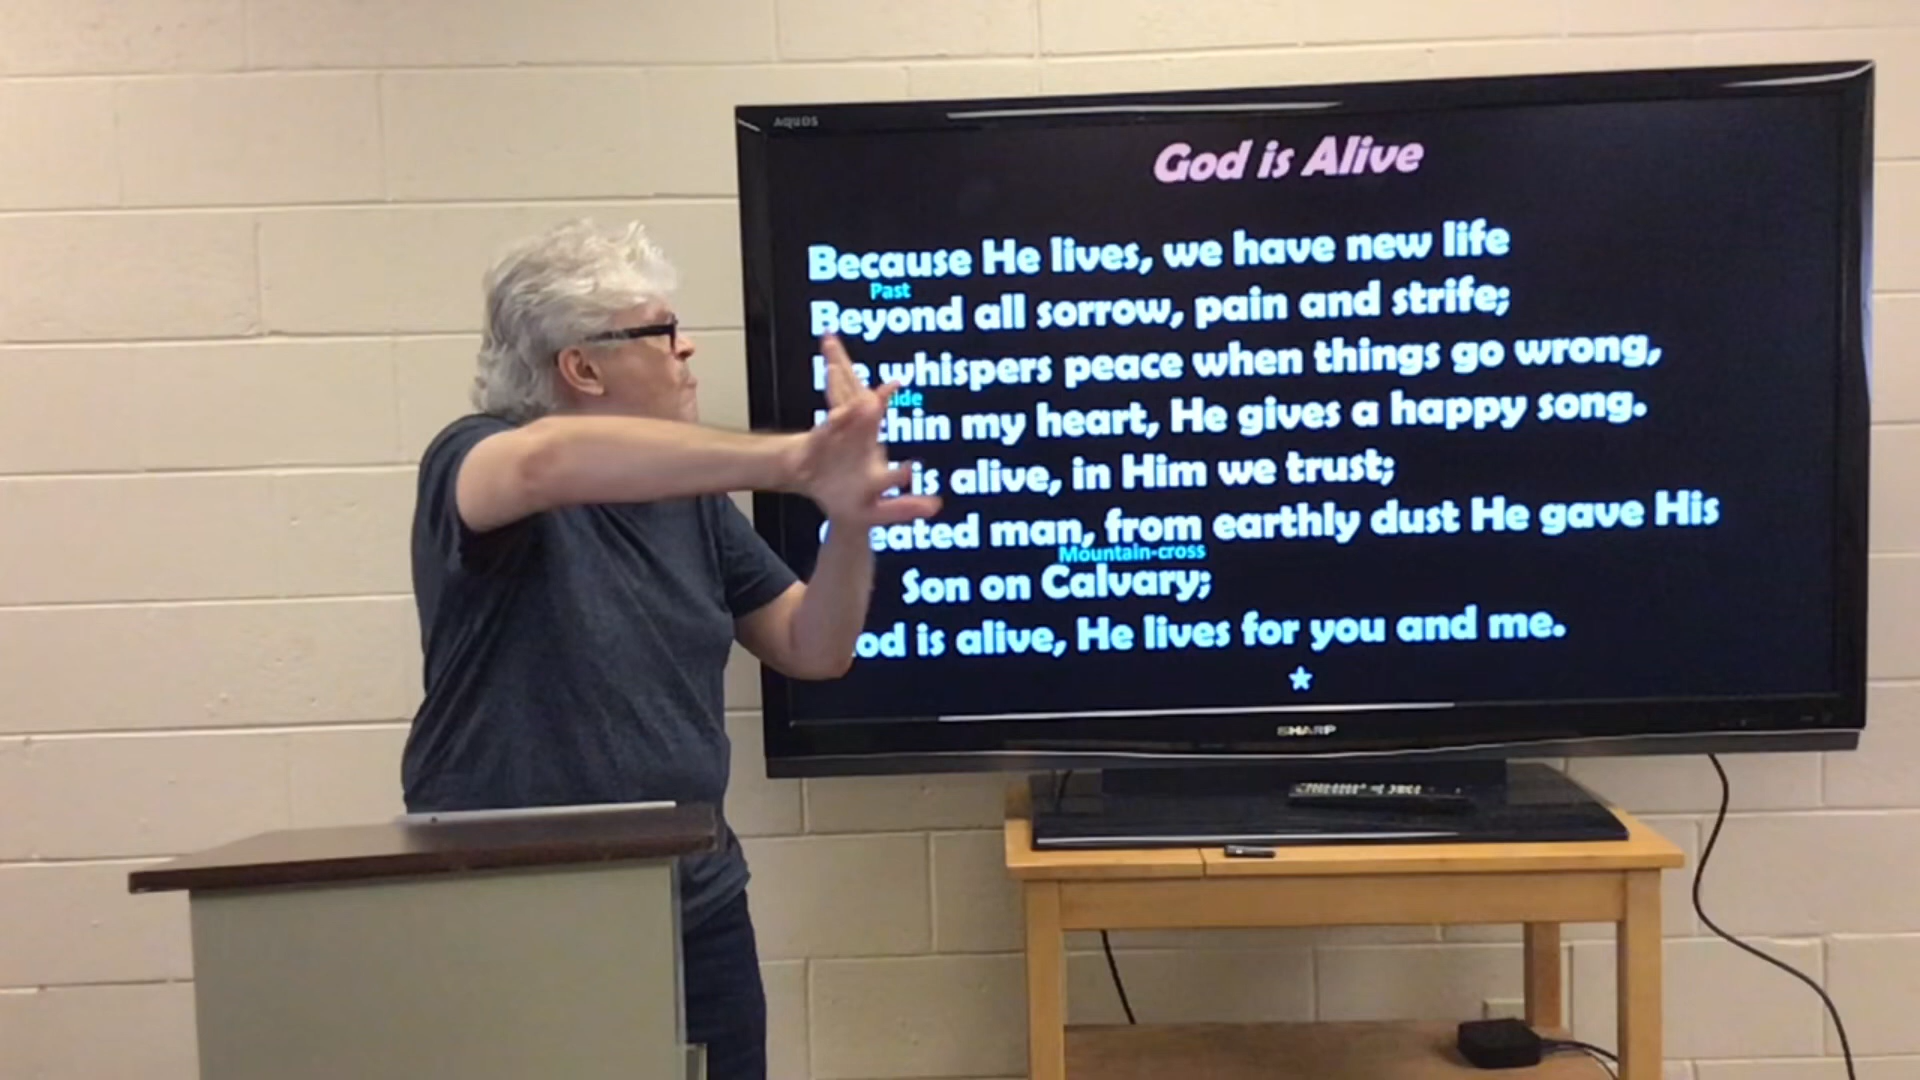 AQUOS
God is Alive
Because He lives, we have new life
Past
Beyond all sorrow, pain and strife;
whispers peace when things go wrong,
my heart, He gives a happy song.
is alive, in Him we trust;
man, from earthly dust He gave His
Mountain-cross
Son on Calvary;
is alive, He lives for you and me.
SHARP